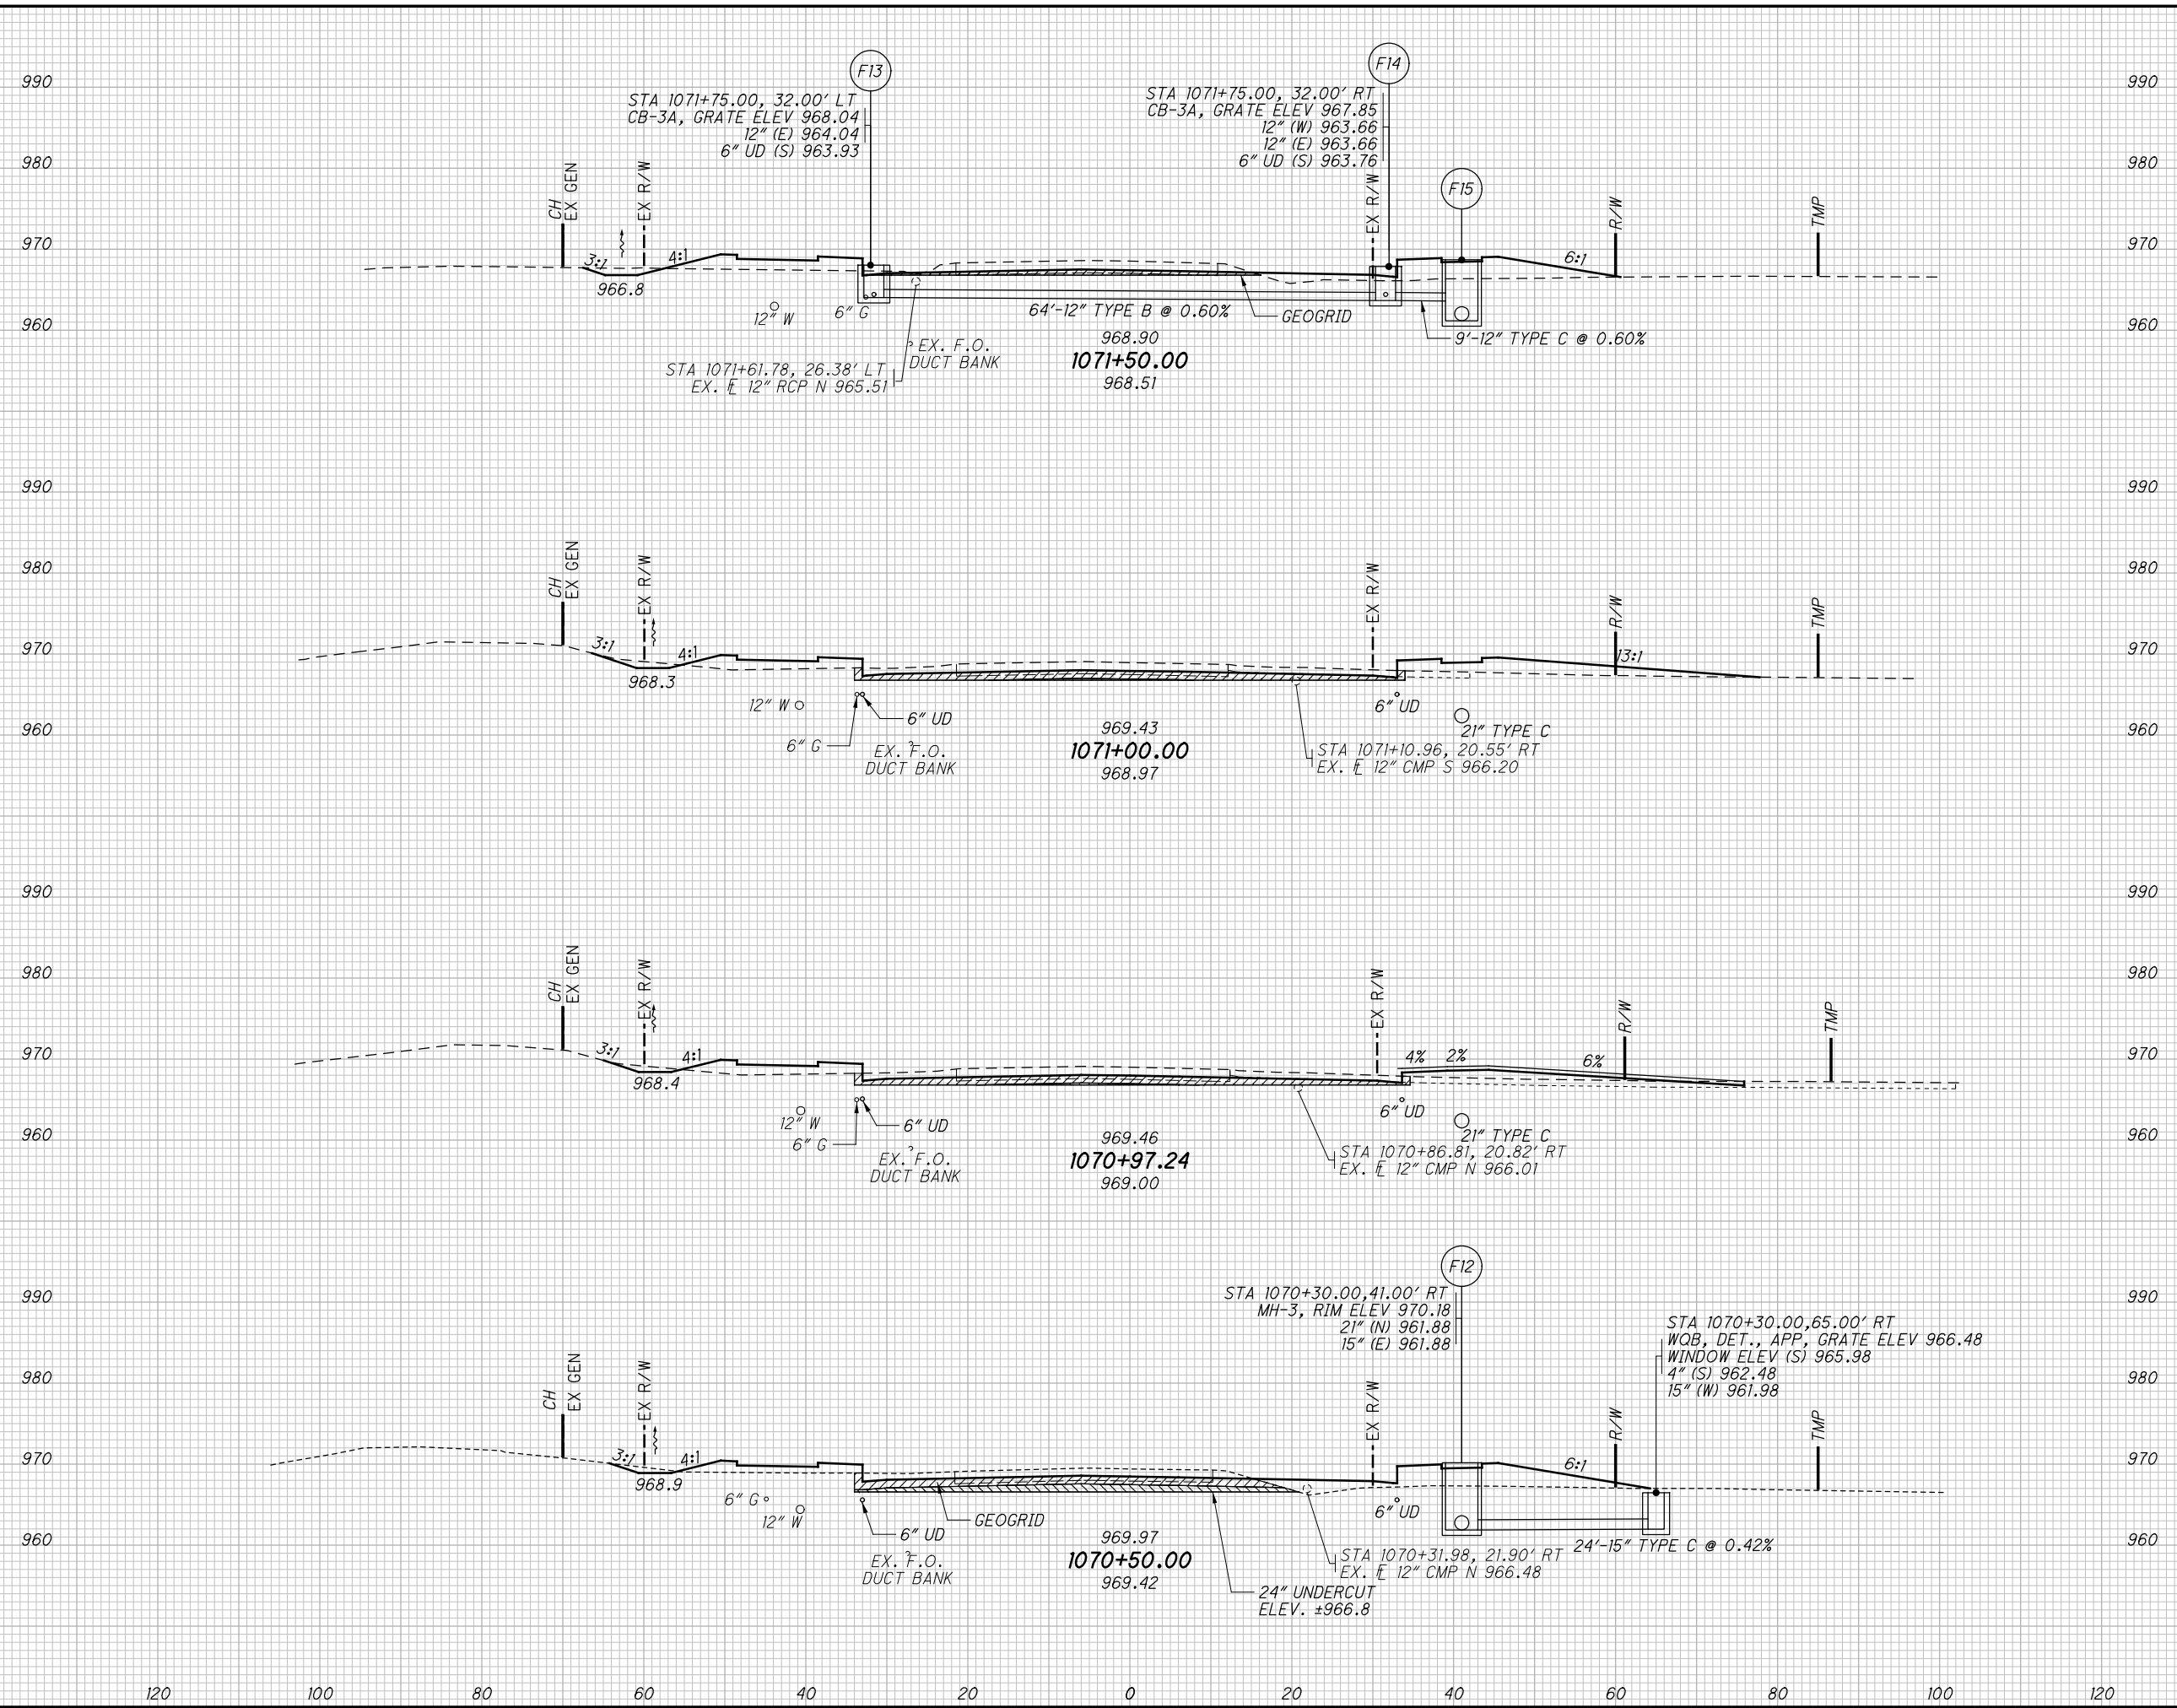 F13
F14
990
990
STA 1071+75.00, 32.00' LT
CB-3A, GRATE ELEV 968.04
12" (E) 964.04
6" UD (S) 963.93
STA 1071+75.00, 32.00' RT
CB-3A, GRATE ELEV 967.85
12" (W) 963.66
12" (E) 963.66
6" UD (S) 963.76
980
980
F15
CH
EX GEN
EX R/W
EX R/W
R/W
TMP
970
970
3:1
4:1
6:1
966.8
960
960
12" W
6" G
64'-12" TYPE B @ 0.60%
GEOGRID
9'-12" TYPE C @ 0.60%
EX. F.O.
DUCT BANK
968.90
1071+50.00
968.51
STA 1071+61.78, 26.38' LT
EX. FL 12" RCP N 965.51
990
990
980
980
CH
EX GEN
EX R/W
EX R/W
R/W
TMP
970
970
3:1
4:1
13:1
968.3
960
960
12" W
6" UD
6" G
EX. F.O.
DUCT BANK
6" UD
21" TYPE C
969.43
1071+00.00
968.97
STA 1071+10.96, 20.55' RT
EX. FL 12" CMP S 966.20
990
990
980
980
CH
EX GEN
EX R/W
EX R/W
R/W
TMP
970
970
3:1
4:1
4%
2%
6%
968.4
960
960
12" W
6" UD
6" G
EX. F.O.
DUCT BANK
6" UD
21" TYPE C
969.46
1070+97.24
969.00
STA 1070+86.81, 20.82' RT
EX. FL 12" CMP N 966.01
F12
990
990
STA 1070+30.00,41.00' RT
MH-3, RIM ELEV 970.18
21" (N) 961.88
15" (E) 961.88
STA 1070+30.00,65.00' RT
WQB, DET., APP, GRATE ELEV 966.48
WINDOW ELEV (S) 965.98
4" (S) 962.48
15" (W) 961.98
980
980
CH
EX GEN
EX R/W
EX R/W
R/W
TMP
970
970
3:1
4:1
6:1
968.9
6" G
12" W
960
960
6" UD
GEOGRID
EX. F.O.
DUCT BANK
6" UD
24'-15" TYPE C @ 0.42%
969.97
1070+50.00
969.42
STA 1070+31.98, 21.90' RT
EX. FL 12" CMP N 966.48
24" UNDERCUT
ELEV. ±966.8
120 100 80 60 40 20 0 20 40 60 80 100 120